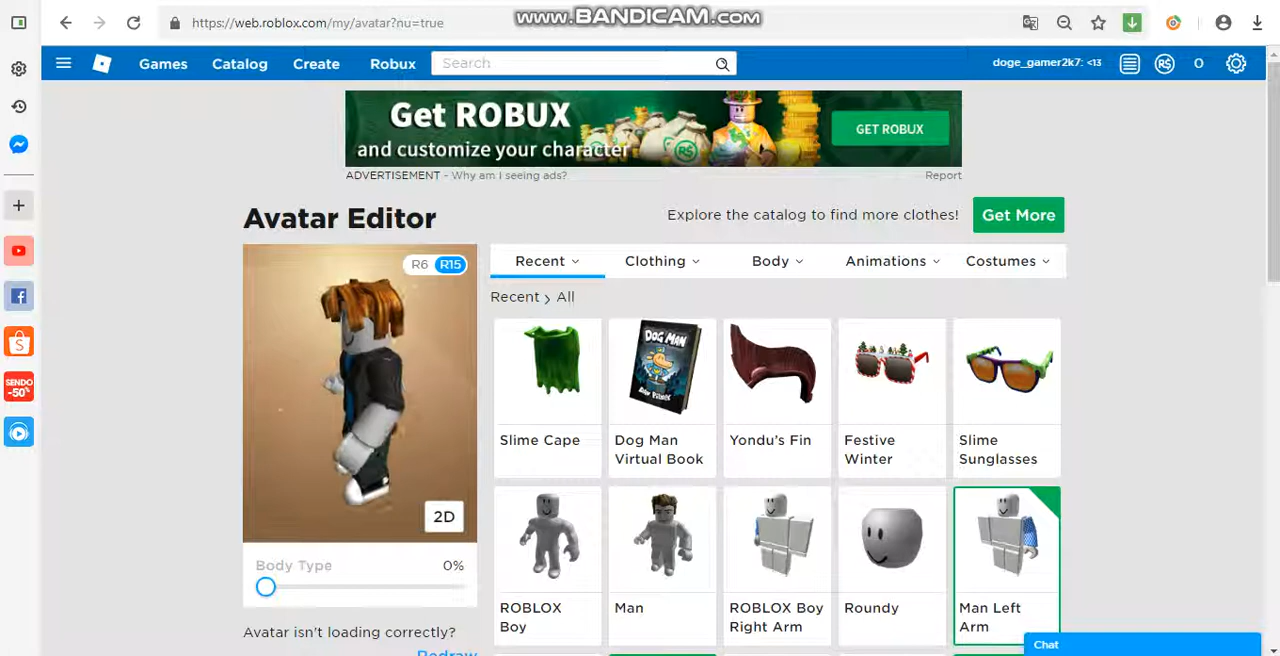 https://web.roblox.com/my/avatar?nu=true
www.BANDICAM.com
Games Catalog Create Robux Search doge_gamer2k7: <13 R$ 0
Get ROBUX
and customize your character
GET ROBUX
ADVERTISEMENT - Why am I seeing ads? Report
Avatar Editor
Explore the catalog to find more clothes! Get More
R6 R15
Recent Clothing Body Animations Costumes
Recent > All
DOG MAN
Slime Cape
Dog Man
Virtual Book
Yondu's Fin
Festive
Winter
Slime
Sunglasses
SENDO
-50%
2D
Body Type 0%
Avatar isn't loading correctly?
Redraw
ROBLOX
Boy
Man
ROBLOX Boy
Right Arm
Roundy
Man Left
Arm
Chat